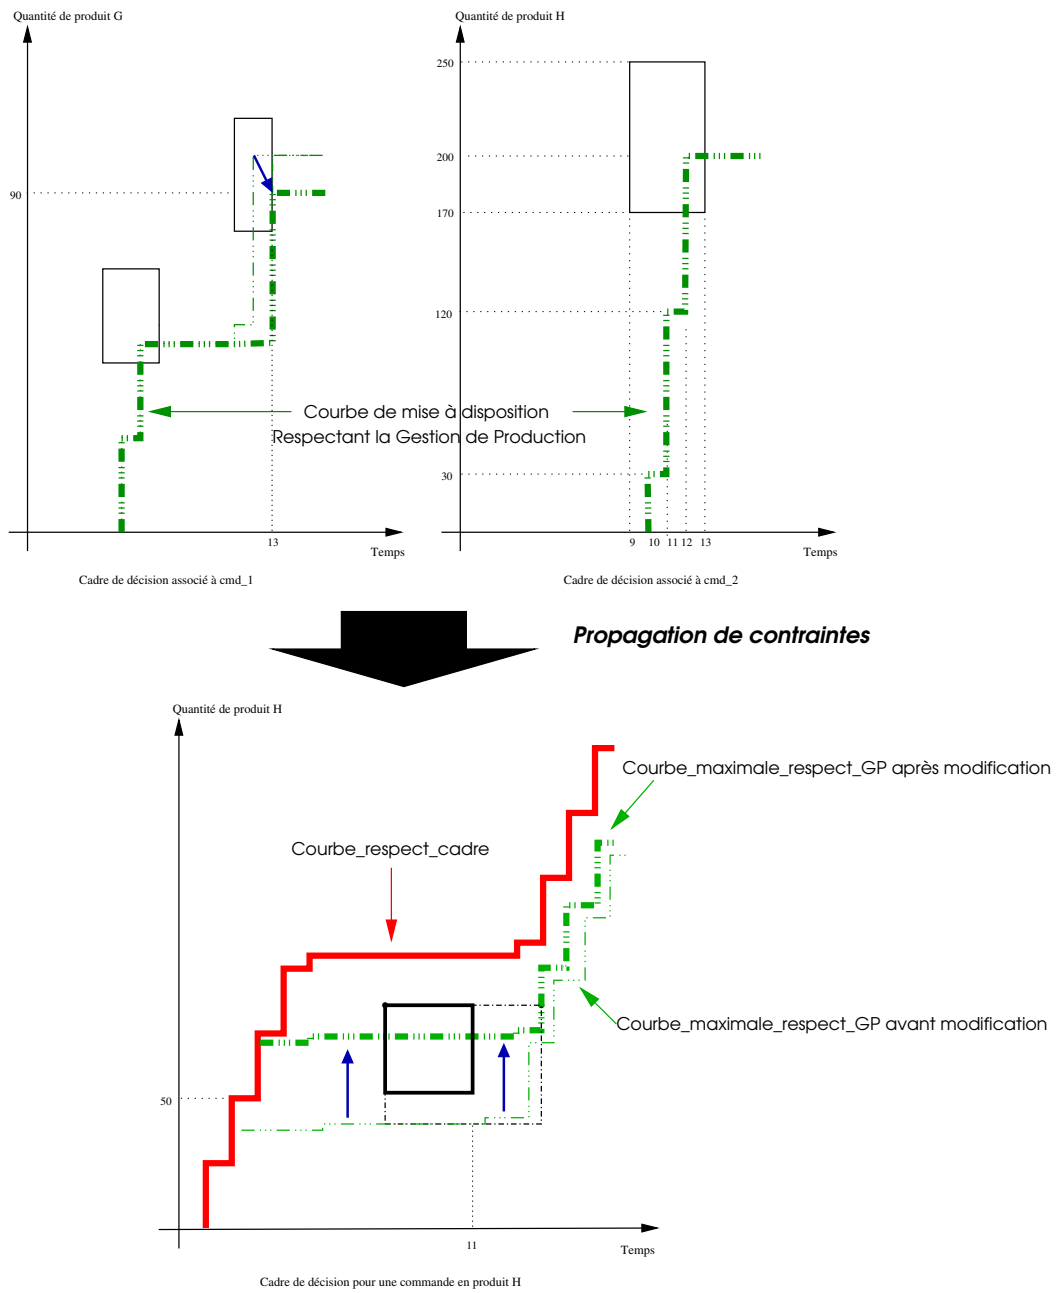 Quantité de produit G
90
13
Temps
Cadre de décision associé à cmd_1
Quantité de produit H
250
200
170
120
30
9 10 11 12 13
Temps
Cadre de décision associé à cmd_2
Courbe de mise à disposition
Respectant la Gestion de Production
Propagation de contraintes
Quantité de produit H
Courbe_maximale_respect_GP après modification
Courbe_respect_cadre
Courbe_maximale_respect_GP avant modification
50
11
Temps
Cadre de décision pour une commande en produit H